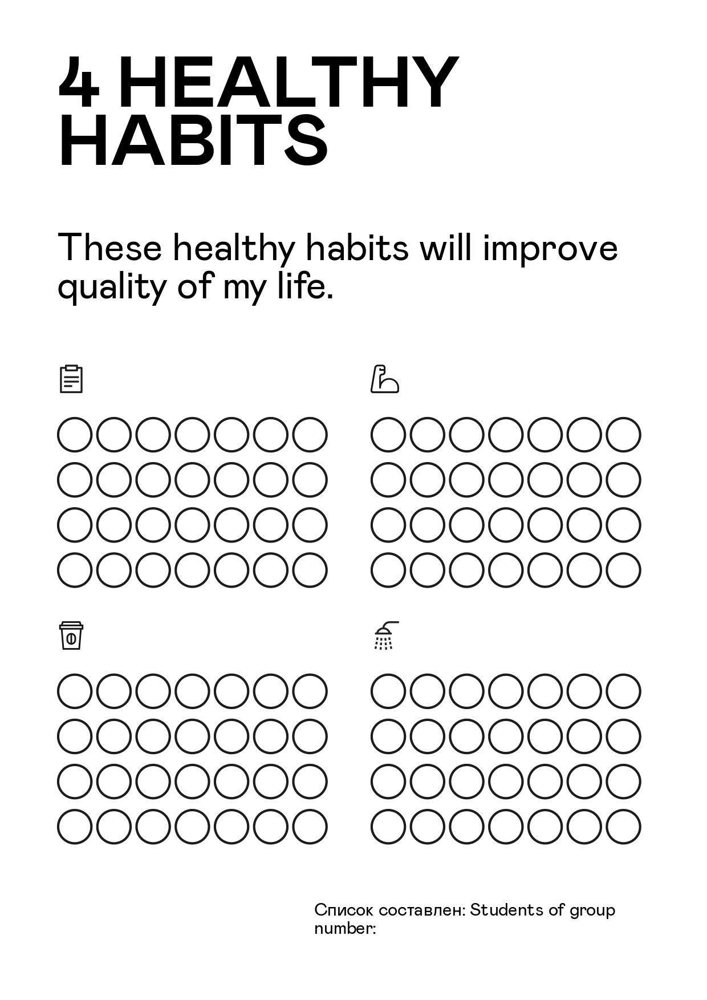 4 HEALTHY
HABITS
These healthy habits will improve
quality of my life.
Список составлен: Students of group
number: